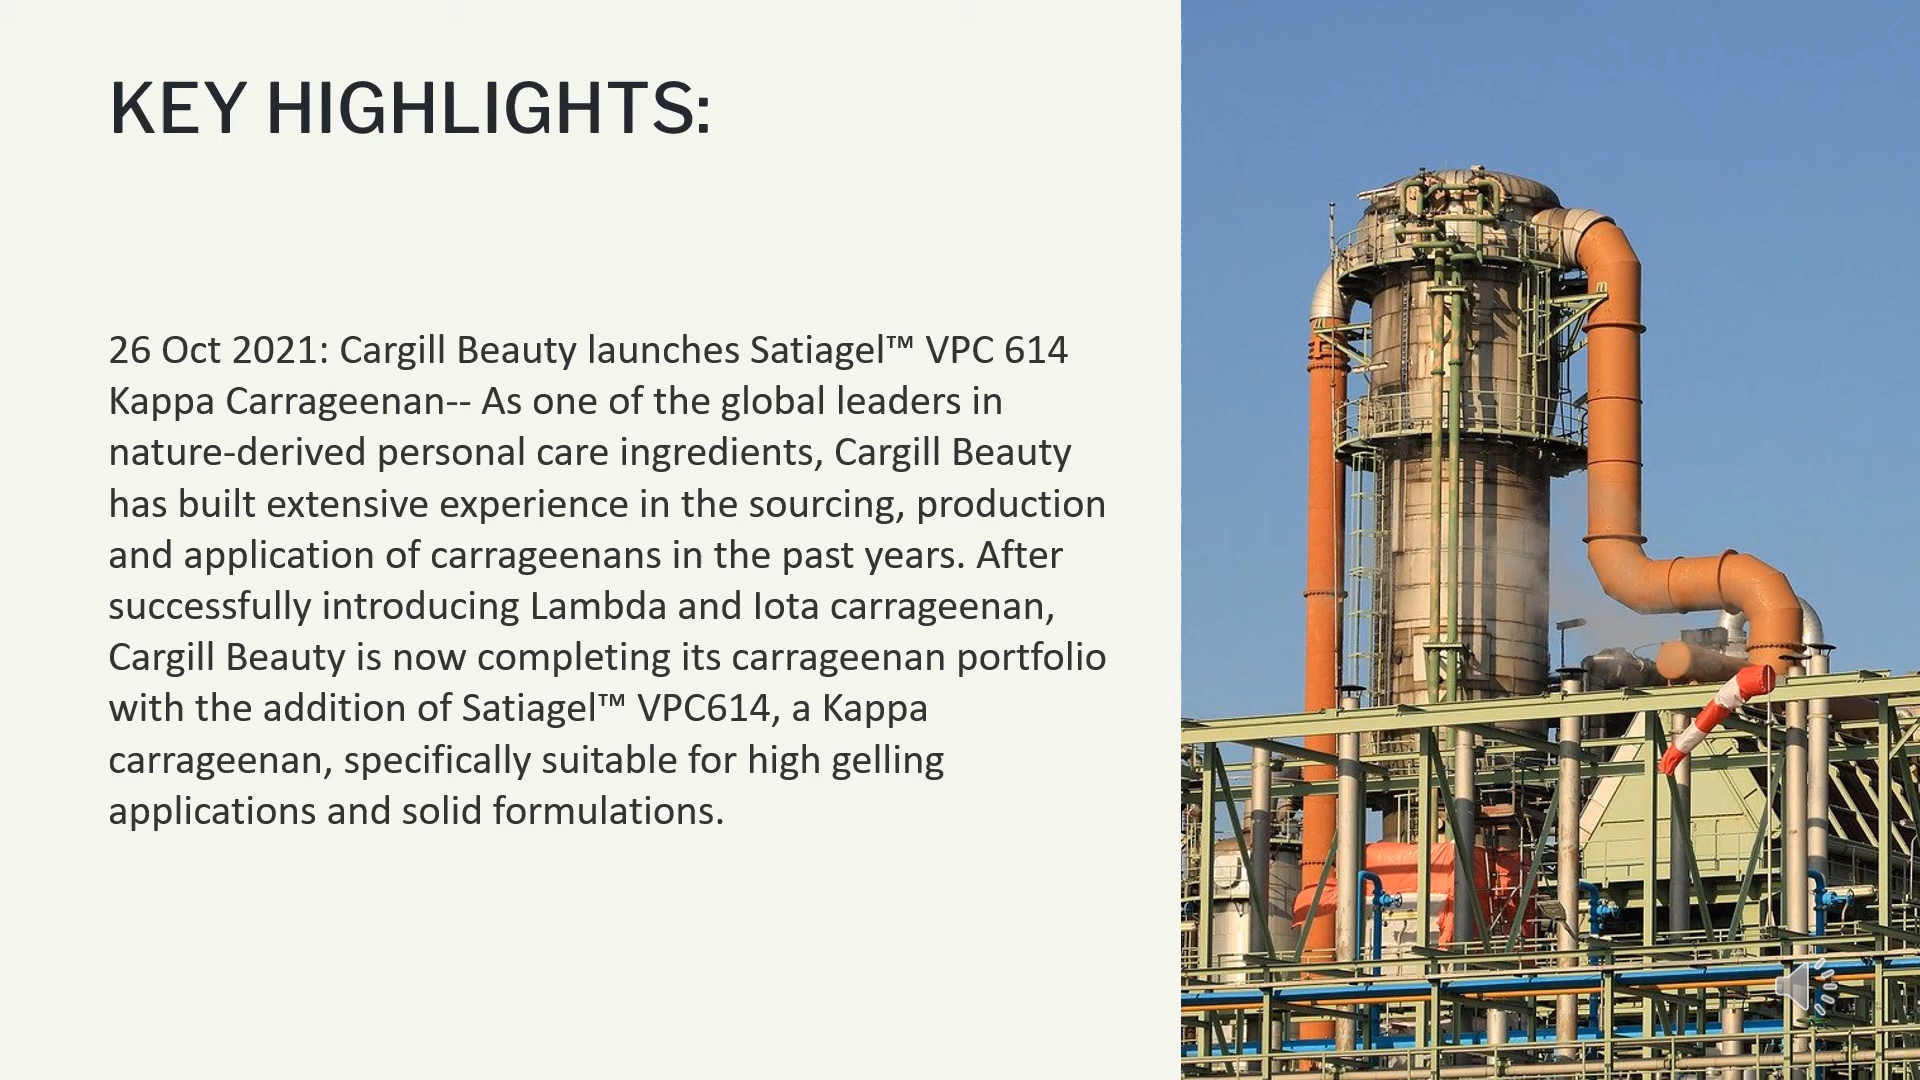 KEY HIGHLIGHTS:
26 Oct 2021: Cargill Beauty launches Satiagel™ VPC 614
Kappa Carrageenan-- As one of the global leaders in
nature-derived personal care ingredients, Cargill Beauty
has built extensive experience in the sourcing, production
and application of carrageenans in the past years. After
successfully introducing Lambda and Iota carrageenan,
Cargill Beauty is now completing its carrageenan portfolio
with the addition of Satiagel™ VPC614, a Kappa
carrageenan, specifically suitable for high gelling
applications and solid formulations.